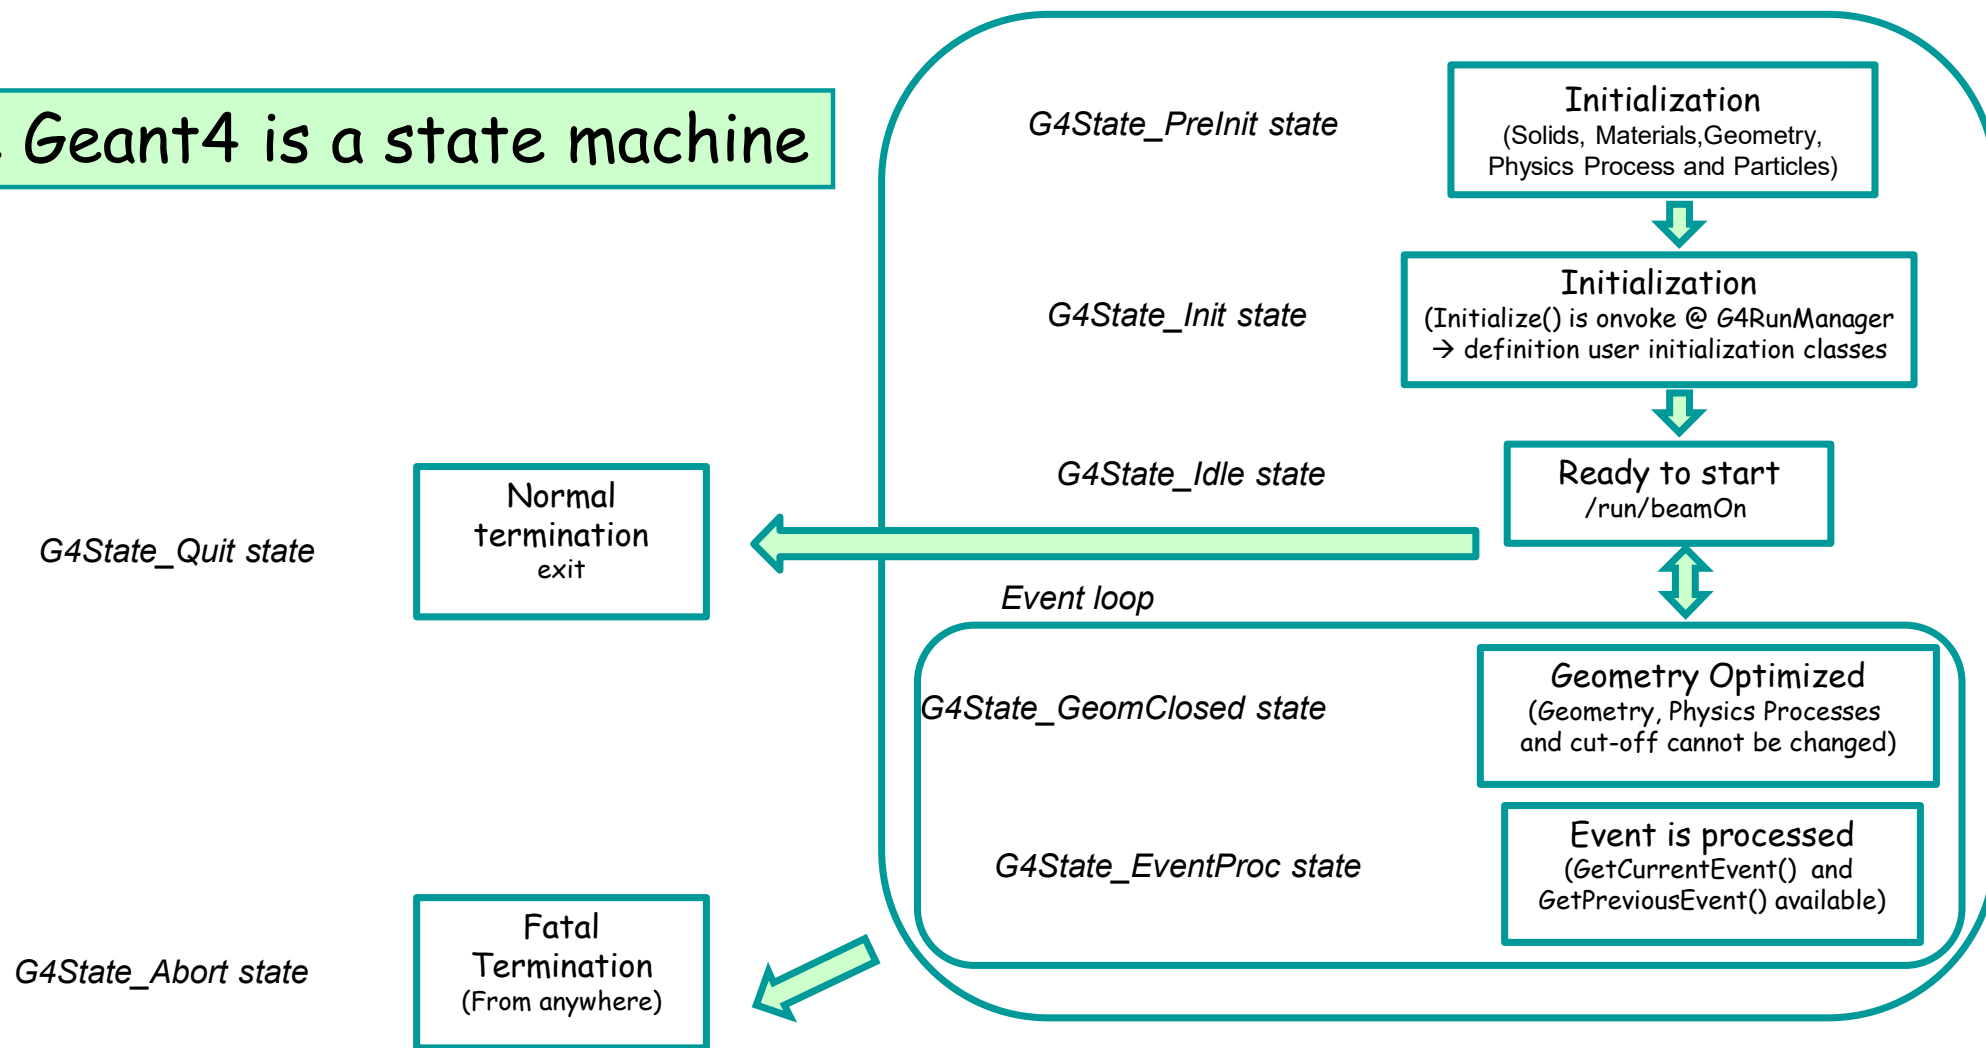 . Geant4 is a state machine
G4State_PreInit state
Initialization
(Solids, Materials,Geometry,
Physics Process and Particles)
G4State_Init state
Initialization
(Initialize() is onvoke @ G4RunManager
→ definition user initialization classes
G4State_Idle state
Ready to start
/run/beamOn
G4State_Quit state
Normal
termination
exit
Event loop
G4State_GeomClosed state
Geometry Optimized
(Geometry, Physics Processes
and cut-off cannot be changed)
G4State_EventProc state
Event is processed
(GetCurrentEvent() and
GetPreviousEvent() available)
G4State_Abort state
Fatal
Termination
(From anywhere)